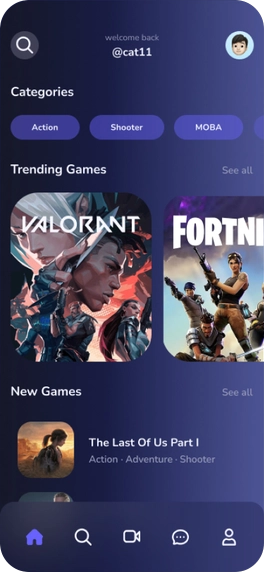 welcome back
@cat11
Categories
Action
Shooter
MOBA
Trending Games
See all
VALORANT
FORTNI
New Games
See all
The Last Of Us Part I
Action · Adventure · Shooter